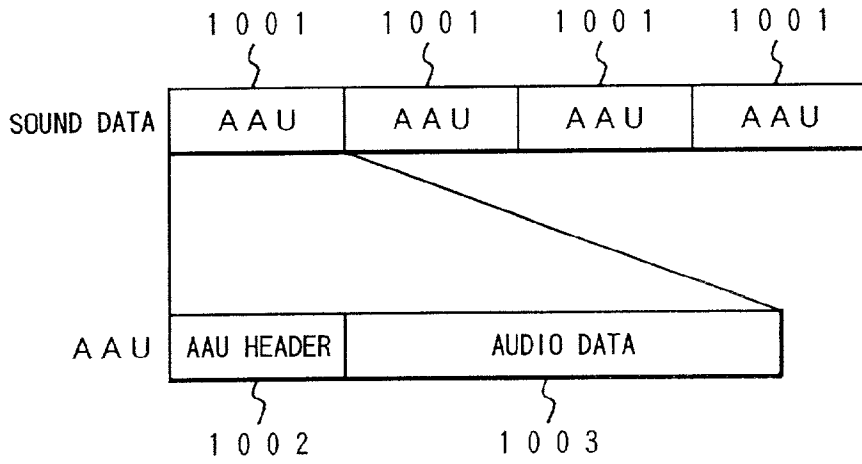 1001 1001 1001 1001
SOUND DATA AAU AAU AAU AAU
AAU AAU HEADER AUDIO DATA
1002 1003